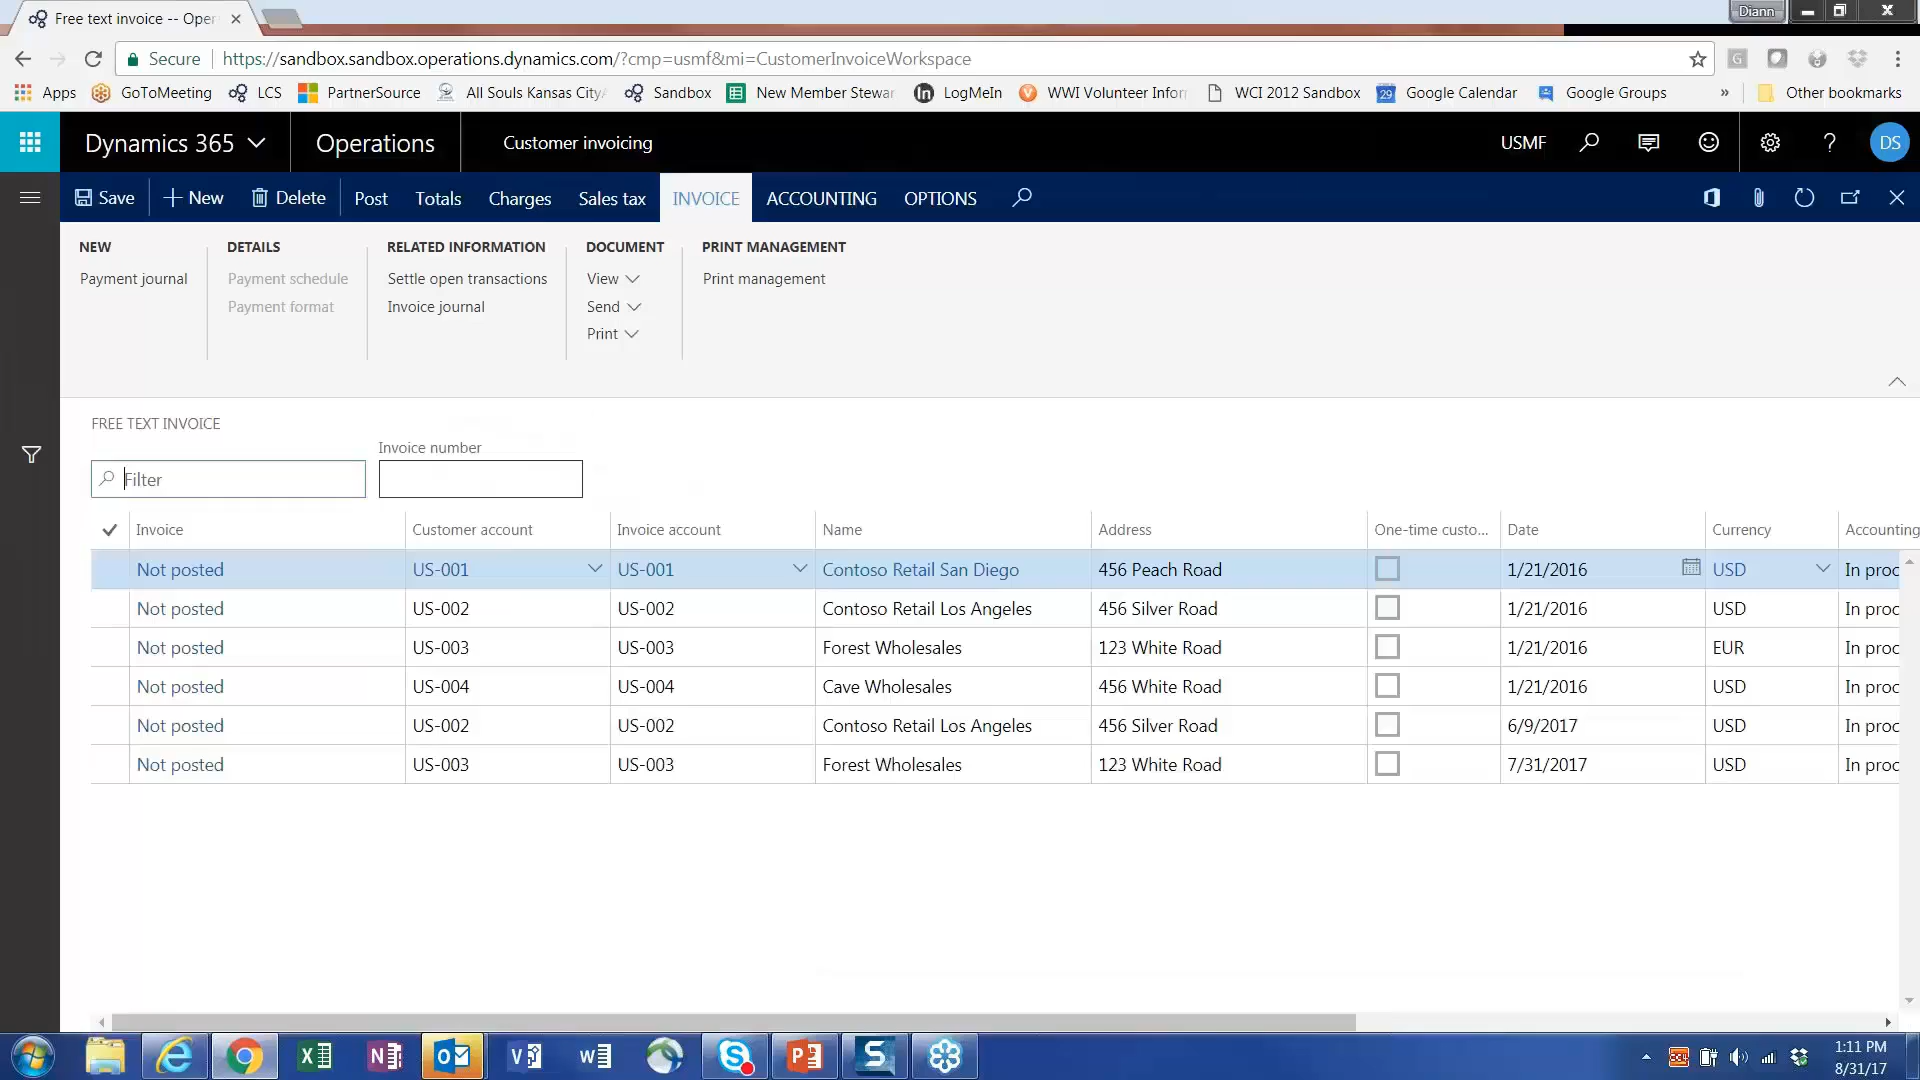 Free text invoice -- Oper
Diann
Secure https://sandbox.sandbox.operations.dynamics.com/?cmp=usmf&mi=CustomerInvoiceWorkspace
Apps GoToMeeting LCS PartnerSource All Souls Kansas City Sandbox New Member Stewar LogMeIn WWI Volunteer Infor WCI 2012 Sandbox 29 Google Calendar Google Groups » Other bookmarks
Dynamics 365 Operations Customer invoicing USMF ? DS
Save New Delete Post Totals Charges Sales tax INVOICE ACCOUNTING OPTIONS
NEW DETAILS RELATED INFORMATION DOCUMENT PRINT MANAGEMENT
Payment journal Payment schedule Settle open transactions View Print management
Payment format Invoice journal Send
Print
FREE TEXT INVOICE
Invoice number
Filter
Invoice Customer account Invoice account Name Address One-time custo... Date Currency Accounting
Not posted US-001 US-001 Contoso Retail San Diego 456 Peach Road 1/21/2016 USD In proc
Not posted US-002 US-002 Contoso Retail Los Angeles 456 Silver Road 1/21/2016 USD In proc
Not posted US-003 US-003 Forest Wholesales 123 White Road 1/21/2016 EUR In proc
Not posted US-004 US-004 Cave Wholesales 456 White Road 1/21/2016 USD In proc
Not posted US-002 US-002 Contoso Retail Los Angeles 456 Silver Road 6/9/2017 USD In proc
Not posted US-003 US-003 Forest Wholesales 123 White Road 7/31/2017 USD In proc
1:11 PM
8/31/17